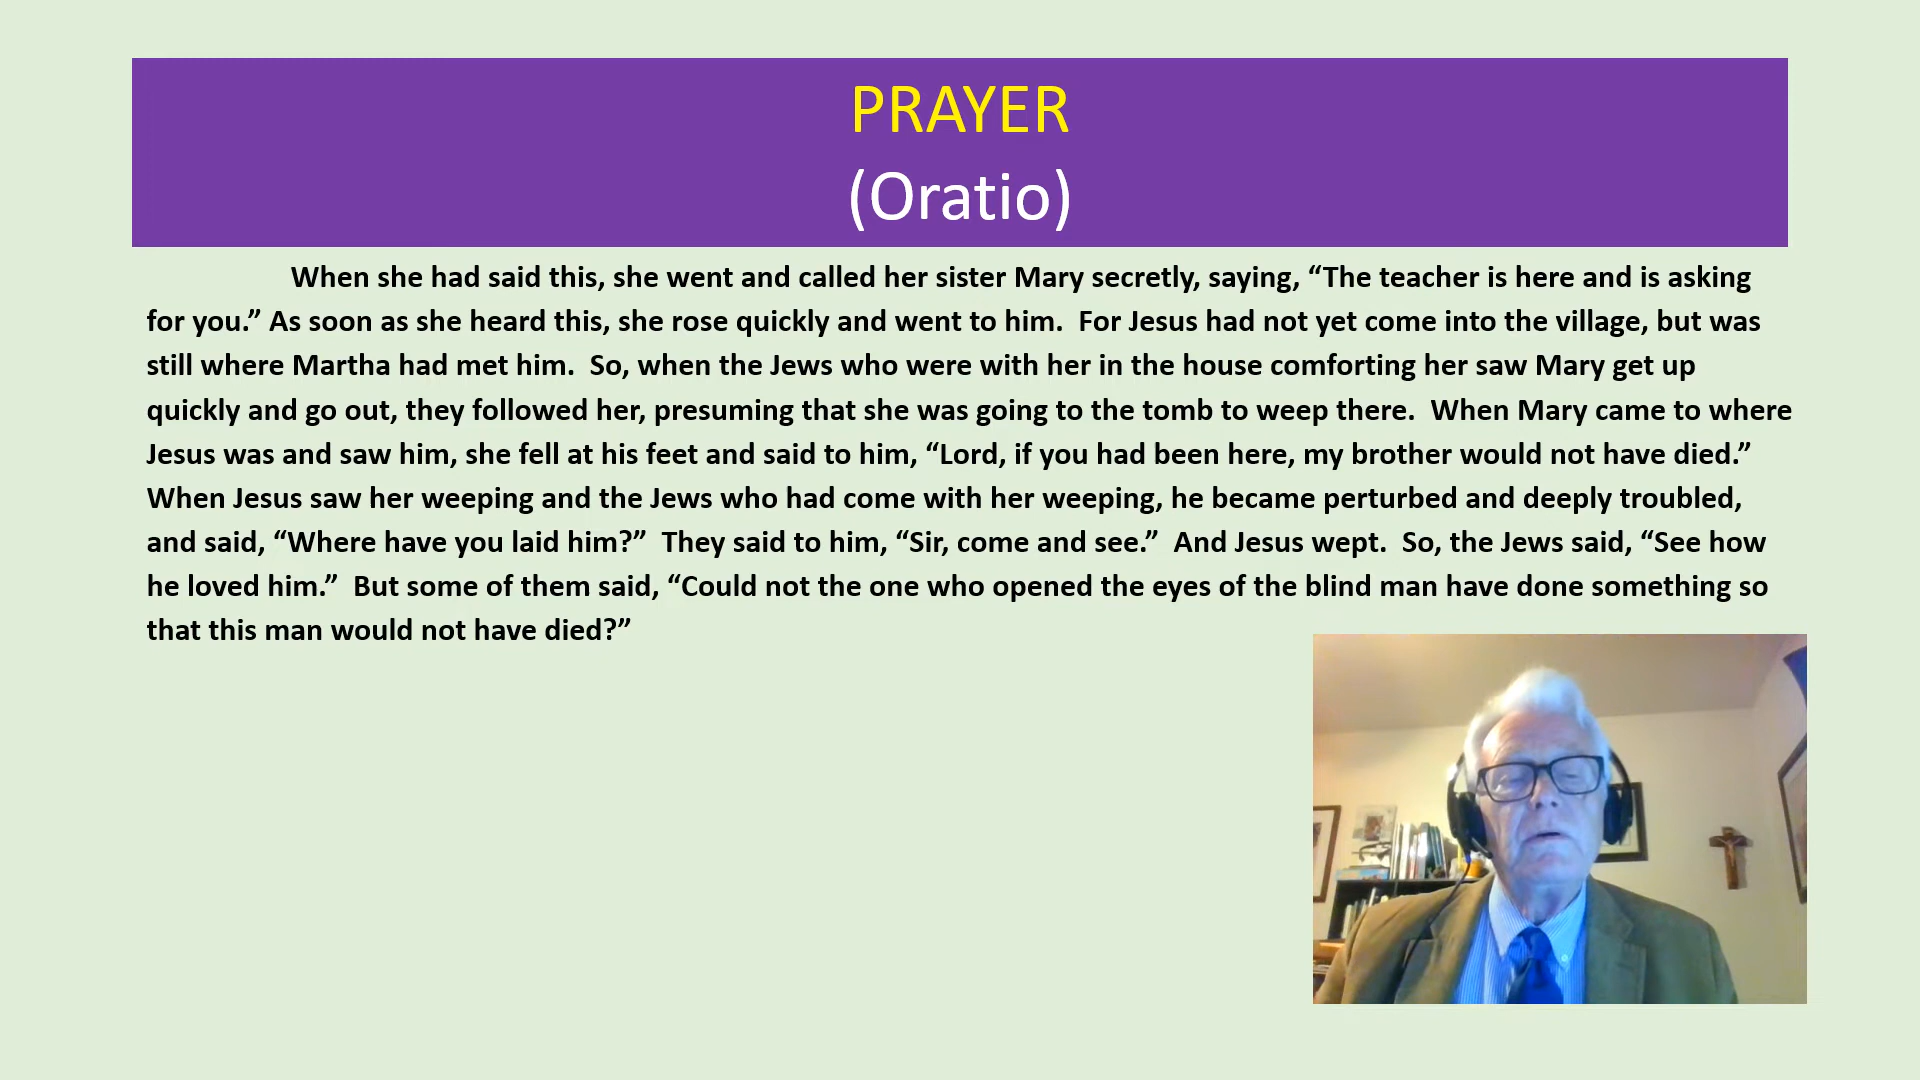 PRAYER
(Oratio)
When she had said this, she went and called her sister Mary secretly, saying, “The teacher is here and is asking
for you.” As soon as she heard this, she rose quickly and went to him.  For Jesus had not yet come into the village, but was
still where Martha had met him.  So, when the Jews who were with her in the house comforting her saw Mary get up
quickly and go out, they followed her, presuming that she was going to the tomb to weep there.  When Mary came to where
Jesus was and saw him, she fell at his feet and said to him, “Lord, if you had been here, my brother would not have died.”
When Jesus saw her weeping and the Jews who had come with her weeping, he became perturbed and deeply troubled,
and said, “Where have you laid him?”  They said to him, “Sir, come and see.”  And Jesus wept.  So, the Jews said, “See how
he loved him.”  But some of them said, “Could not the one who opened the eyes of the blind man have done something so
that this man would not have died?”